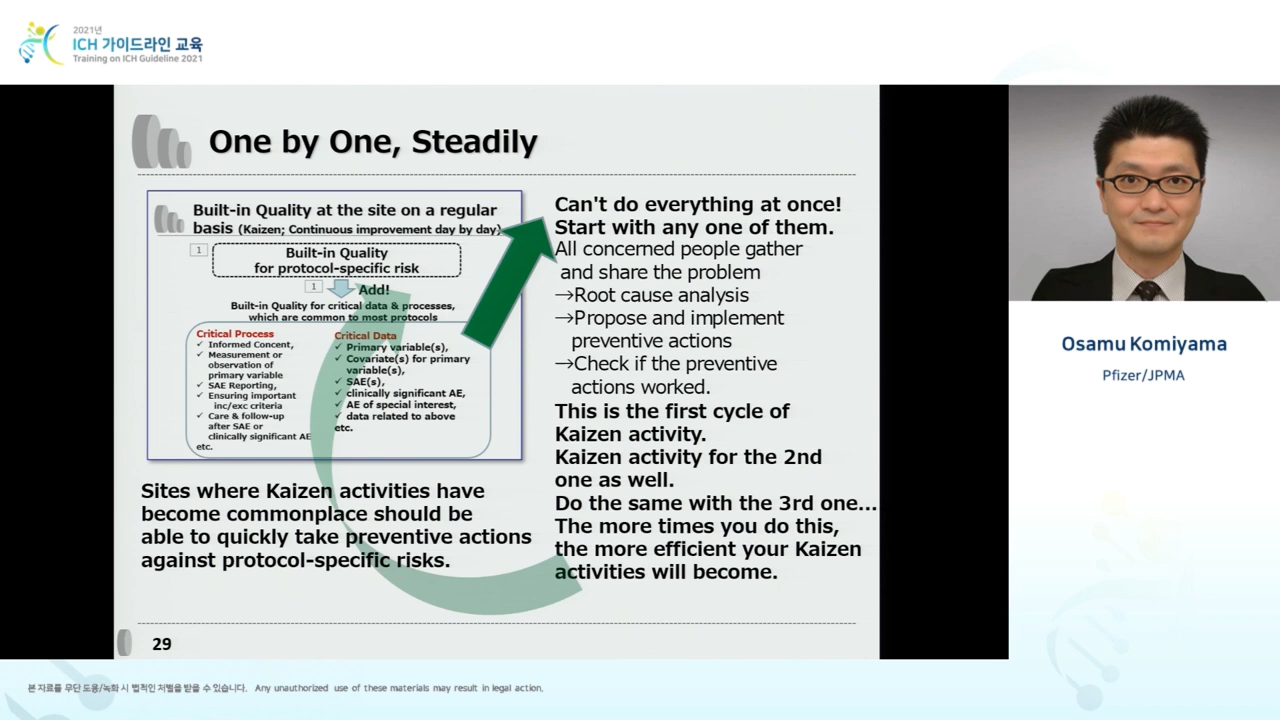 2021년
ICH 가이드라인 교육
Training on ICH Guideline 2021
One by One, Steadily
Built-in Quality at the site on a regular
basis (Kaizen; Continuous improvement day by day)
1
Built-in Quality
for protocol-specific risk
1
Add!
Built-in Quality for critical data & processes,
which are common to most protocols
Critical Process
✓ Informed Concent,
✓ Measurement or
observation of
primary variable
✓ SAE Reporting,
✓ Ensuring important
inc/exc criteria
✓ Care & follow-up
after SAE or
clinically significant AE
etc.
Critical Data
✓ Primary variable(s),
✓ Covariate(s) for primary
variable(s),
✓ SAE(s),
✓ clinically significant AE,
✓ AE of special interest,
✓ data related to above
etc.
Sites where Kaizen activities have
become commonplace should be
able to quickly take preventive actions
against protocol-specific risks.
Can't do everything at once!
Start with any one of them.
All concerned people gather
and share the problem
→Root cause analysis
→Propose and implement
preventive actions
→Check if the preventive
actions worked.
This is the first cycle of
Kaizen activity.
Kaizen activity for the 2nd
one as well.
Do the same with the 3rd one...
The more times you do this,
the more efficient your Kaizen
activities will become.
29
Osamu Komiyama
Pfizer/JPMA
본 자료를 무단 도용/녹화 시 법적인 처벌을 받을 수 있습니다. Any unauthorized use of these materials may result in legal action.